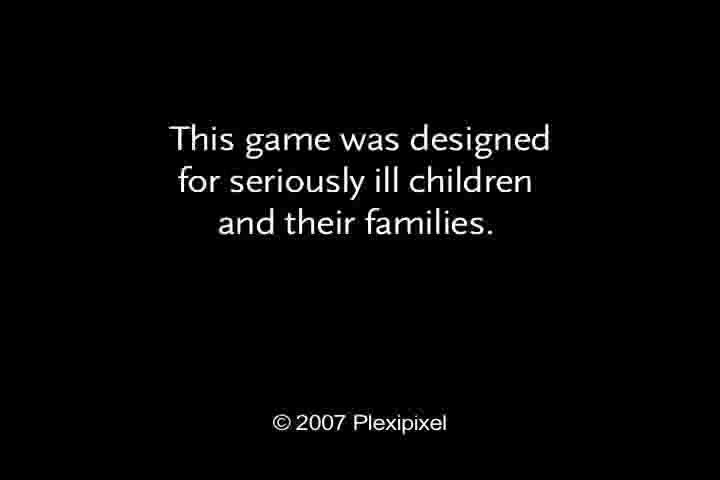 This game was designed
for seriously ill children
and their families.
© 2007 Plexipixel